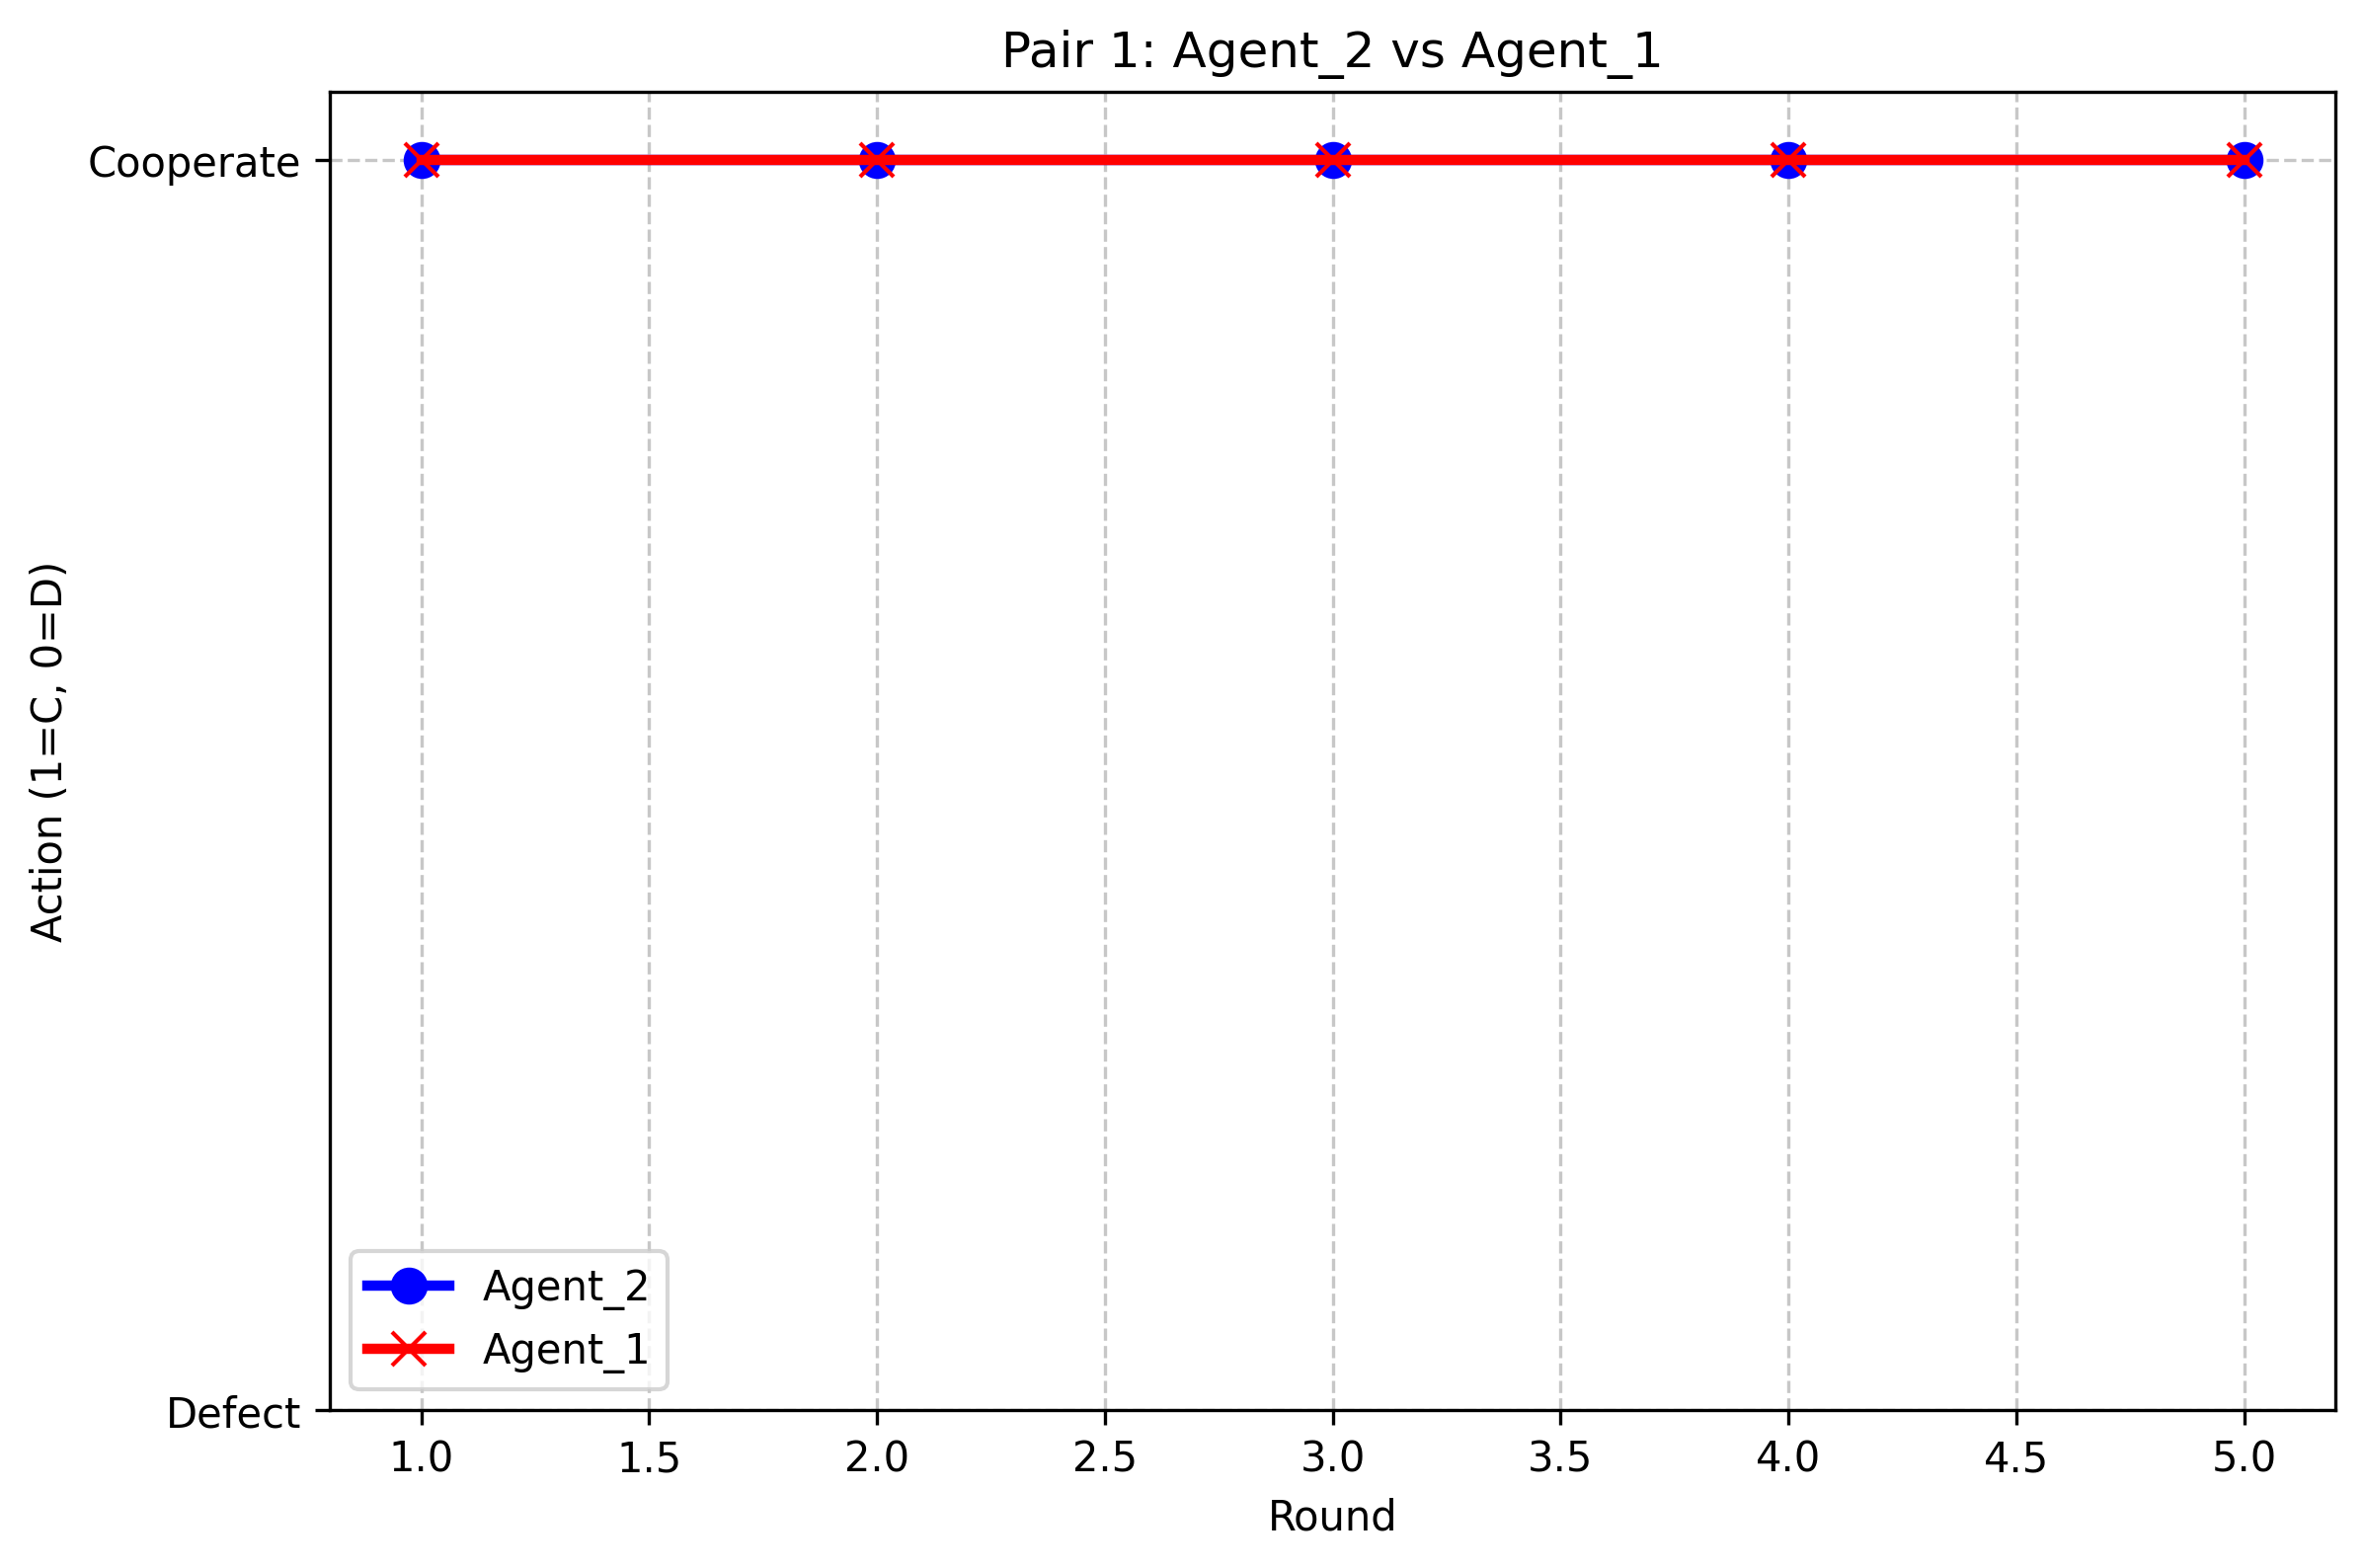 Pair 1: Agent_2 vs Agent_1
Cooperate
Action (1=C, 0=D)
Agent_2
Agent_1
Defect
1.0 1.5 2.0 2.5 3.0 3.5 4.0 4.5 5.0
Round